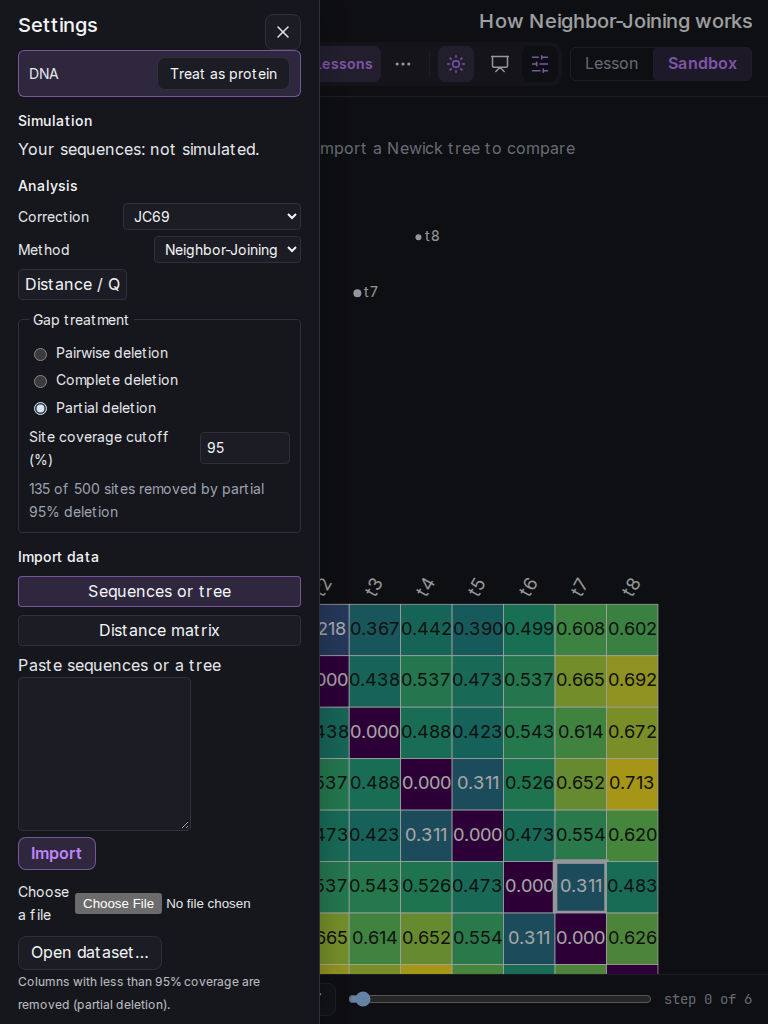 Settings
How Neighbor-Joining works
DNA
Treat as protein
Lessons
Lesson
Sandbox
Simulation
Your sequences: not simulated.
mport a Newick tree to compare
Analysis
Correction
JC69
Method
Neighbor-Joining
Distance / Q
t8
t7
Gap treatment
Pairwise deletion
Complete deletion
Partial deletion
Site coverage cutoff
(%)
95
135 of 500 sites removed by partial
95% deletion
Import data
Sequences or tree
Distance matrix
Paste sequences or a tree
Import
Choose
a file
Choose File No file chosen
Open dataset...
Columns with less than 95% coverage are
removed (partial deletion).
t2 t3 t4 t5 t6 t7 t8
218 0.367 0.442 0.390 0.499 0.608 0.602
000 0.438 0.537 0.473 0.537 0.665 0.692
438 0.000 0.488 0.423 0.543 0.614 0.672
537 0.488 0.000 0.311 0.526 0.652 0.713
473 0.423 0.311 0.000 0.473 0.554 0.620
537 0.543 0.526 0.473 0.000 0.311 0.483
665 0.614 0.652 0.554 0.311 0.000 0.626
step 0 of 6